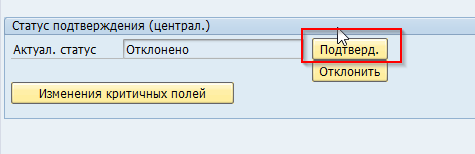 Статус подтверждения (централ.)
Актуал. статус Отклонено Подтверд.
Отклонить
Изменения критичных полей